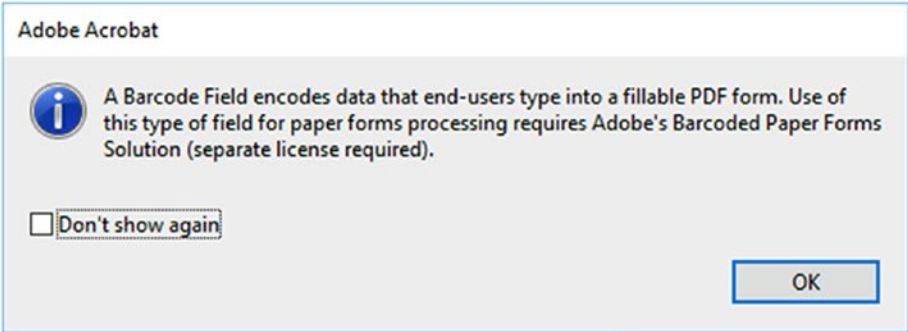 Adobe Acrobat
A Barcode Field encodes data that end-users type into a fillable PDF form. Use of
this type of field for paper forms processing requires Adobe's Barcoded Paper Forms
Solution (separate license required).
Don't show again
OK